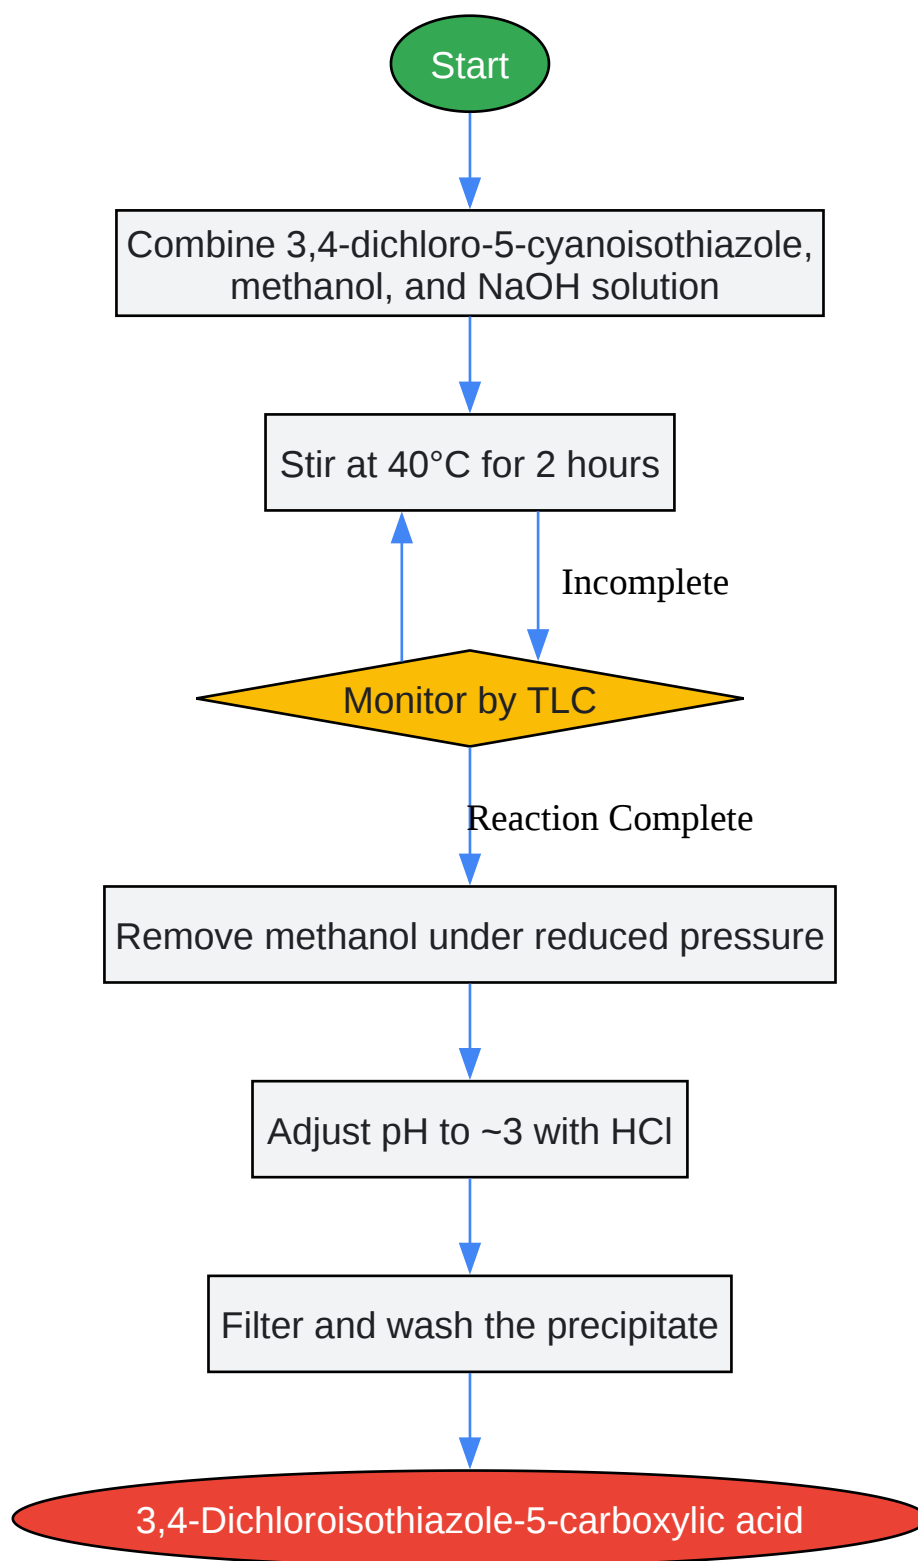 Start
Combine 3,4-dichloro-5-cyanoisothiazole,
methanol, and NaOH solution
Stir at 40°C for 2 hours
Incomplete
Monitor by TLC
Reaction Complete
Remove methanol under reduced pressure
Adjust pH to ~3 with HCl
Filter and wash the precipitate
3,4-Dichloroisothiazole-5-carboxylic acid